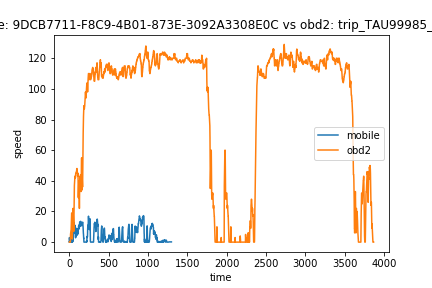 e: 9DCB7711-F8C9-4B01-873E-3092A3308E0C vs obd2: trip_TAU99985_
120
100
80
60
40
20
0
speed
mobile
obd2
0 500 1000 1500 2000 2500 3000 3500 4000
time